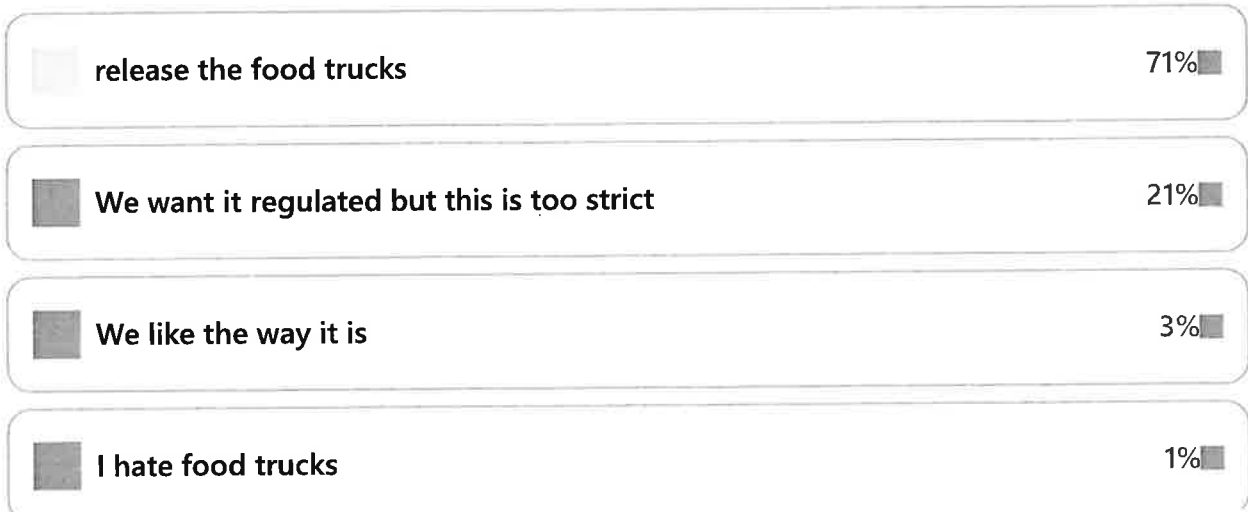 release the food trucks 71%
We want it regulated but this is too strict 21%
We like the way it is 3%
I hate food trucks 1%